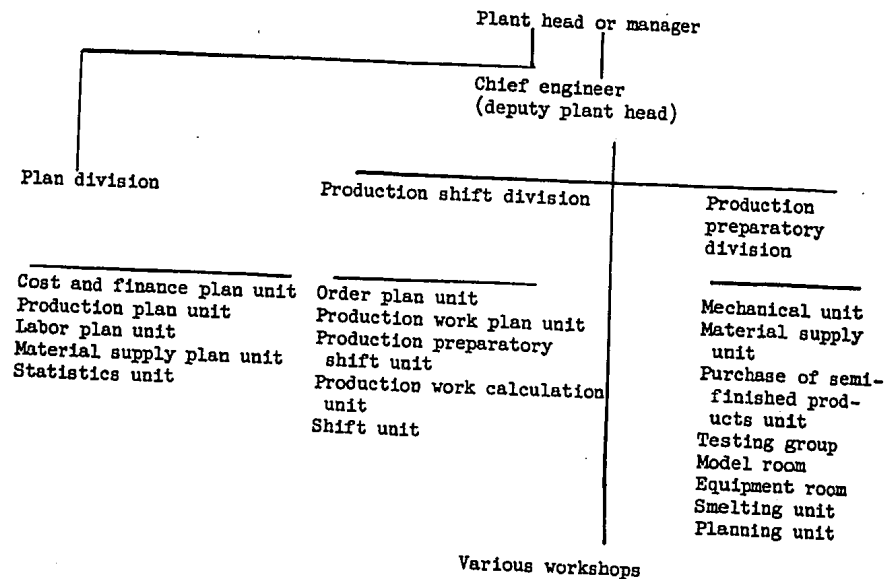 Plant head or manager
Chief engineer
(deputy plant head)
Plan division
Production shift division
Production
preparatory
division
Cost and finance plan unit
Production plan unit
Labor plan unit
Material supply plan unit
Statistics unit
Order plan unit
Production work plan unit
Production preparatory
shift unit
Production work calculation
unit
Shift unit
Mechanical unit
Material supply
unit
Purchase of semi-
finished prod-
ucts unit
Testing group
Model room
Equipment room
Smelting unit
Planning unit
Various workshops